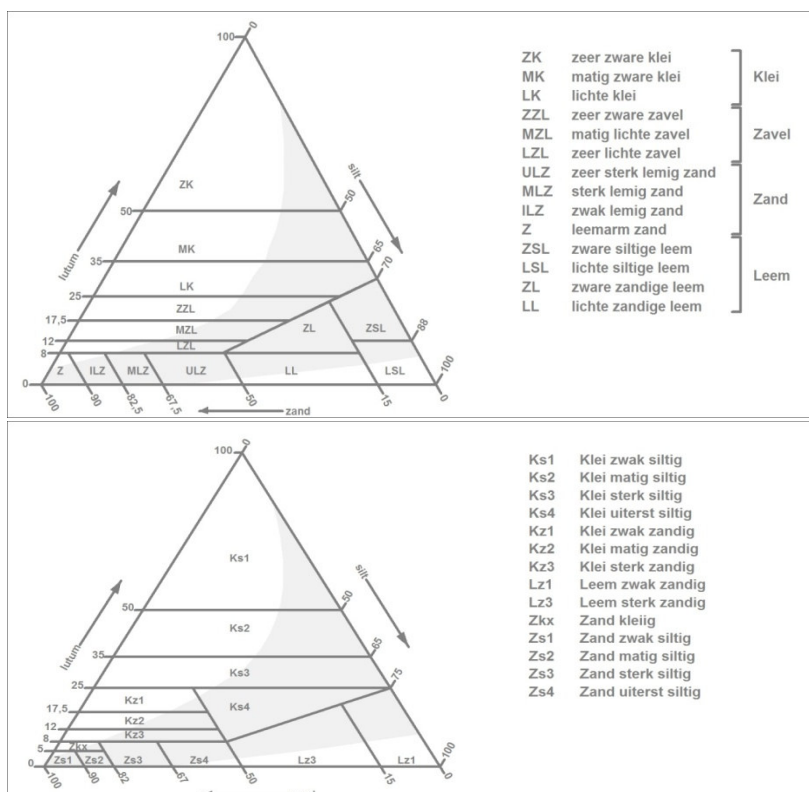 100
0
ZK zeer zware klei
MK matig zware klei
LK lichte klei
Klei
ZZL zeer zware zavel
MZL matig lichte zavel
LZL zeer lichte zavel
Zavel
ULZ zeer sterk lemig zand
MLZ sterk lemig zand
ILZ zwak lemig zand
Z leemarm zand
Zand
ZSL zware siltige leem
LSL lichte siltige leem
ZL zware zandige leem
LL lichte zandige leem
Leem
silt
lutum
ZK
50
50
MK
65
35
70
LK
25
ZZL
17,5
MZL
ZL
ZSL
88
12
LZL
8
Z
ILZ
MLZ
ULZ
LL
LSL
100
0
100
90
82,5
67,5
50
15
0
zand
100
0
Ks1 Klei zwak siltig
Ks2 Klei matig siltig
Ks3 Klei sterk siltig
Ks4 Klei uiterst siltig
Kz1 Klei zwak zandig
Kz2 Klei matig zandig
Kz3 Klei sterk zandig
Lz1 Leem zwak zandig
Lz3 Leem sterk zandig
Zkx Zand kleiig
Zs1 Zand zwak siltig
Zs2 Zand matig siltig
Zs3 Zand sterk siltig
Zs4 Zand uiterst siltig
silt
lutum
Ks1
50
50
Ks2
65
35
Ks3
75
25
Kz1
Ks4
17,5
Kz2
12
Kz3
8
Zkx
5
Zs1
Zs2
Zs3
Zs4
Lz3
Lz1
100
0
100
90
82
67
50
15
0